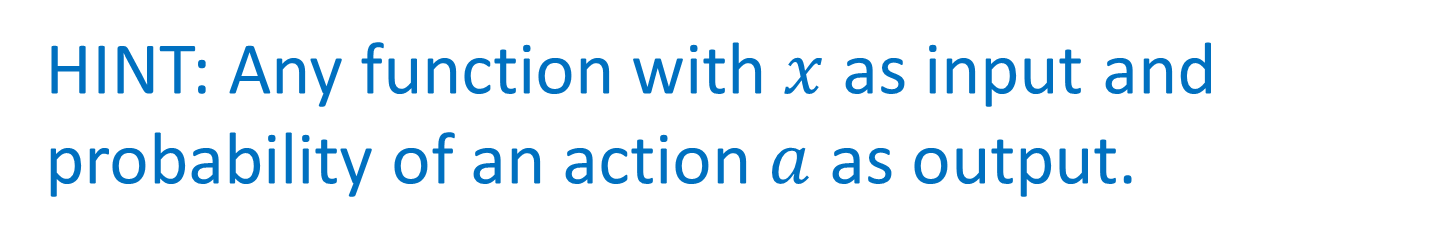 HINT: Any function with x as input and
probability of an action a as output.